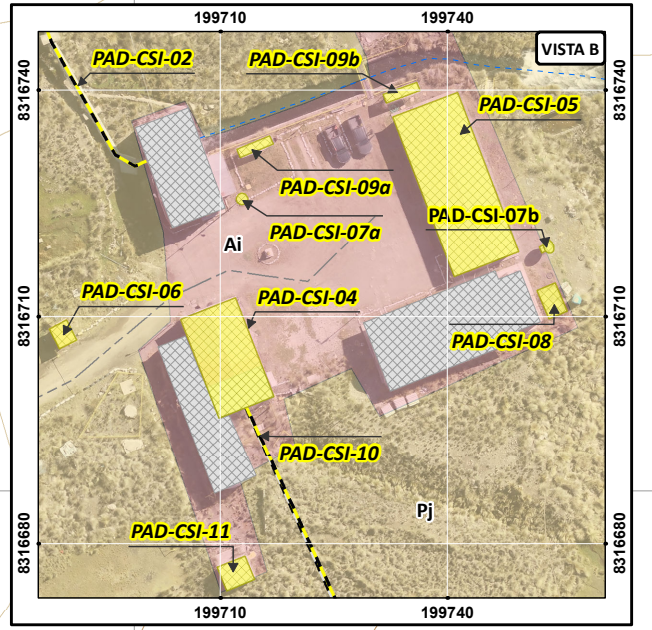 199710
199740
VISTA B
PAD-CSI-02
PAD-CSI-09b
8316740
8316740
PAD-CSI-05
PAD-CSI-09a
PAD-CSI-07b
PAD-CSI-07a
Ai
PAD-CSI-06
PAD-CSI-04
8316710
8316710
PAD-CSI-08
PAD-CSI-10
Pj
PAD-CSI-11
8316680
8316680
199710
199740